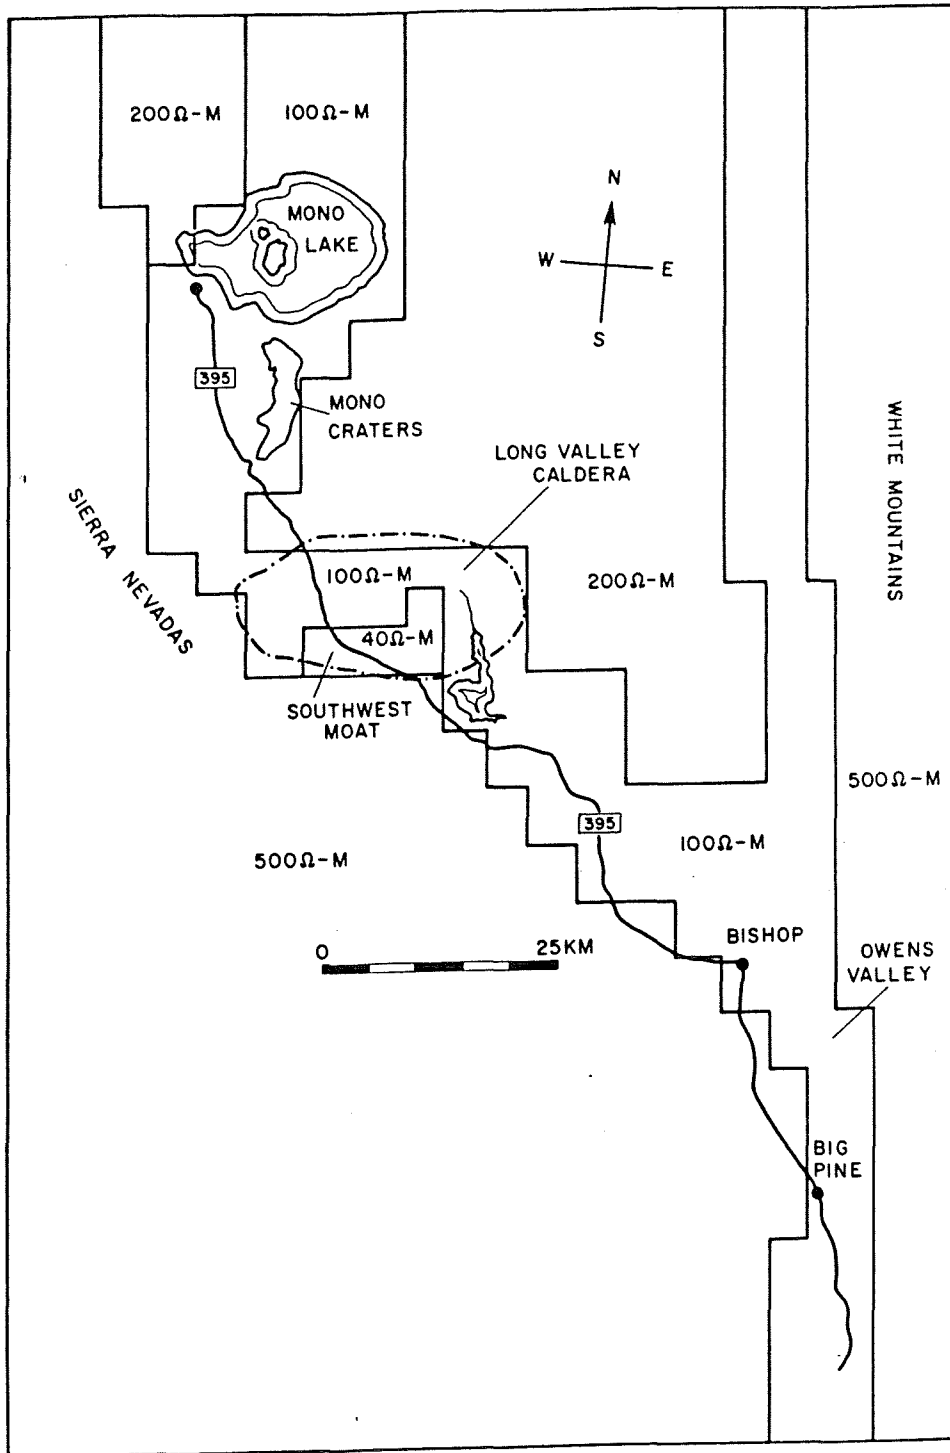 200Ω-M
100Ω-M
MONO
LAKE
N
W
E
S
395
MONO
CRATERS
LONG VALLEY
CALDERA
WHITE MOUNTAINS
SIERRA NEVADAS
100Ω-M
200Ω-M
40Ω-M
SOUTHWEST
MOAT
500Ω-M
395
100Ω-M
500Ω-M
0
25KM
BISHOP
OWENS
VALLEY
BIG
PINE